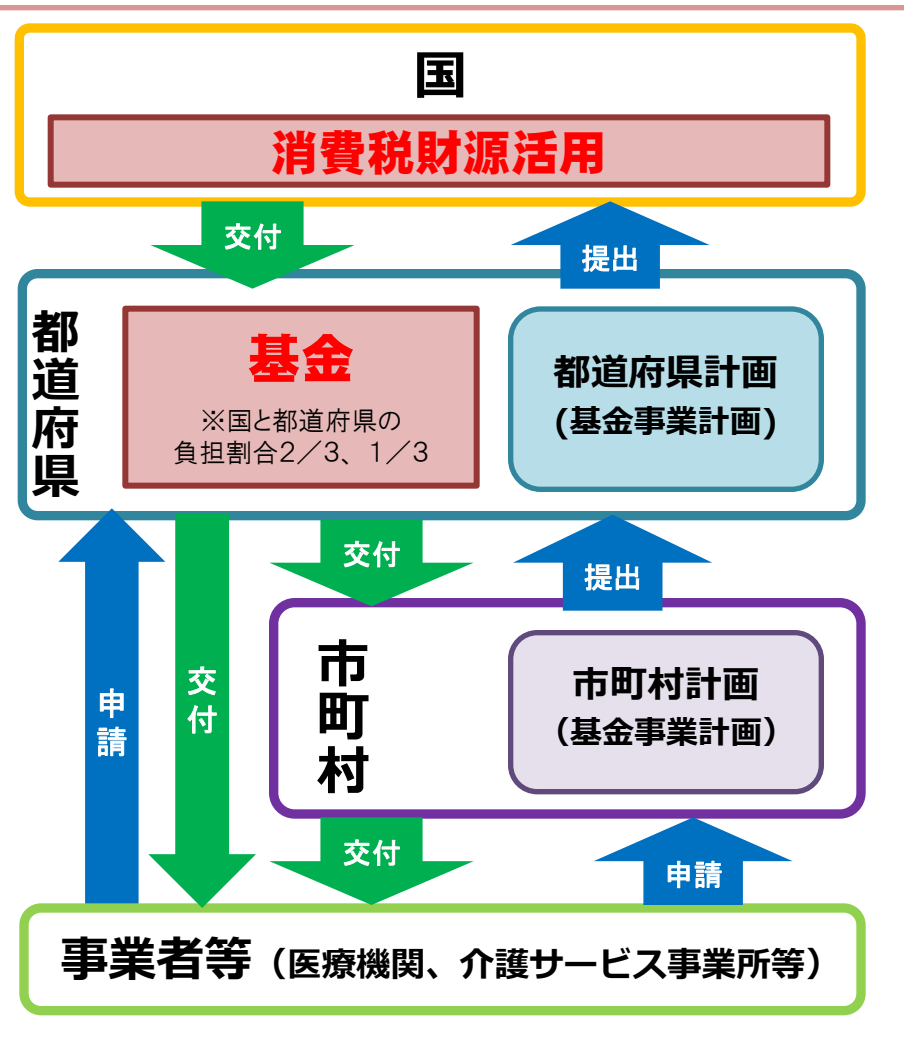 国
消費税財源活用
交付
提出
都道府県
基金
※国と都道府県の
負担割合2／3、1／3
都道府県計画
(基金事業計画)
交付
提出
申請
交付
市町村
市町村計画
（基金事業計画）
交付
申請
事業者等（医療機関、介護サービス事業所等）